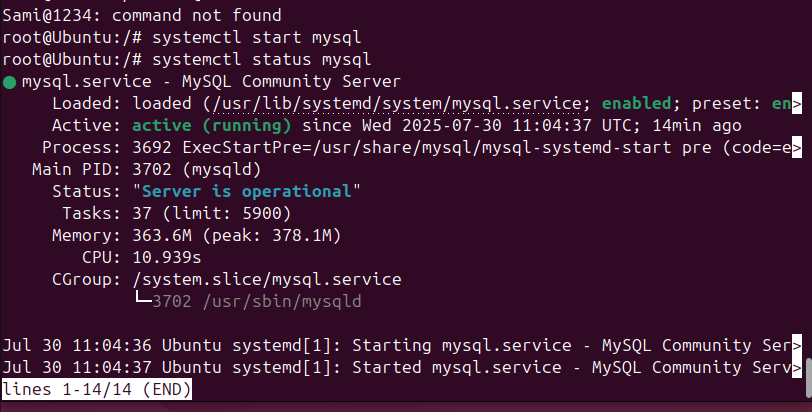 Sami@1234: command not found
root@Ubuntu:/# systemctl start mysql
root@Ubuntu:/# systemctl status mysql
● mysql.service - MySQL Community Server
     Loaded: loaded (/usr/lib/systemd/system/mysql.service; enabled; preset: en>
     Active: active (running) since Wed 2025-07-30 11:04:37 UTC; 14min ago
    Process: 3692 ExecStartPre=/usr/share/mysql/mysql-systemd-start pre (code=e>
   Main PID: 3702 (mysqld)
     Status: "Server is operational"
      Tasks: 37 (limit: 5900)
     Memory: 363.6M (peak: 378.1M)
        CPU: 10.939s
     CGroup: /system.slice/mysql.service
             └─3702 /usr/sbin/mysqld

Jul 30 11:04:36 Ubuntu systemd[1]: Starting mysql.service - MySQL Community Ser>
Jul 30 11:04:37 Ubuntu systemd[1]: Started mysql.service - MySQL Community Serv>
lines 1-14/14 (END)